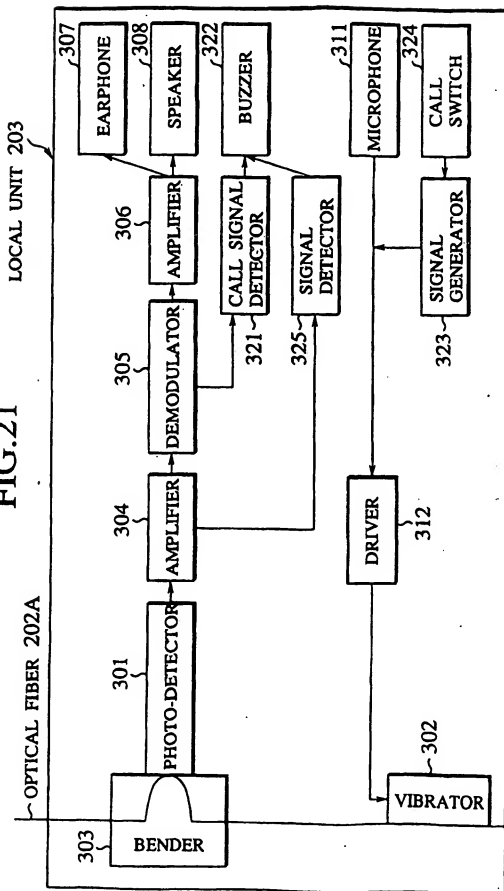 FIG.21
LOCAL UNIT 203
OPTICAL FIBER 202A
303
BENDER
301
PHOTO-DETECTOR
304
AMPLIFIER
305
DEMODULATOR
306
AMPLIFIER
307
EARPHONE
308
SPEAKER
321
CALL SIGNAL
DETECTOR
322
BUZZER
325
SIGNAL
DETECTOR
302
VIBRATOR
312
DRIVER
311
MICROPHONE
323
SIGNAL
GENERATOR
324
CALL
SWITCH